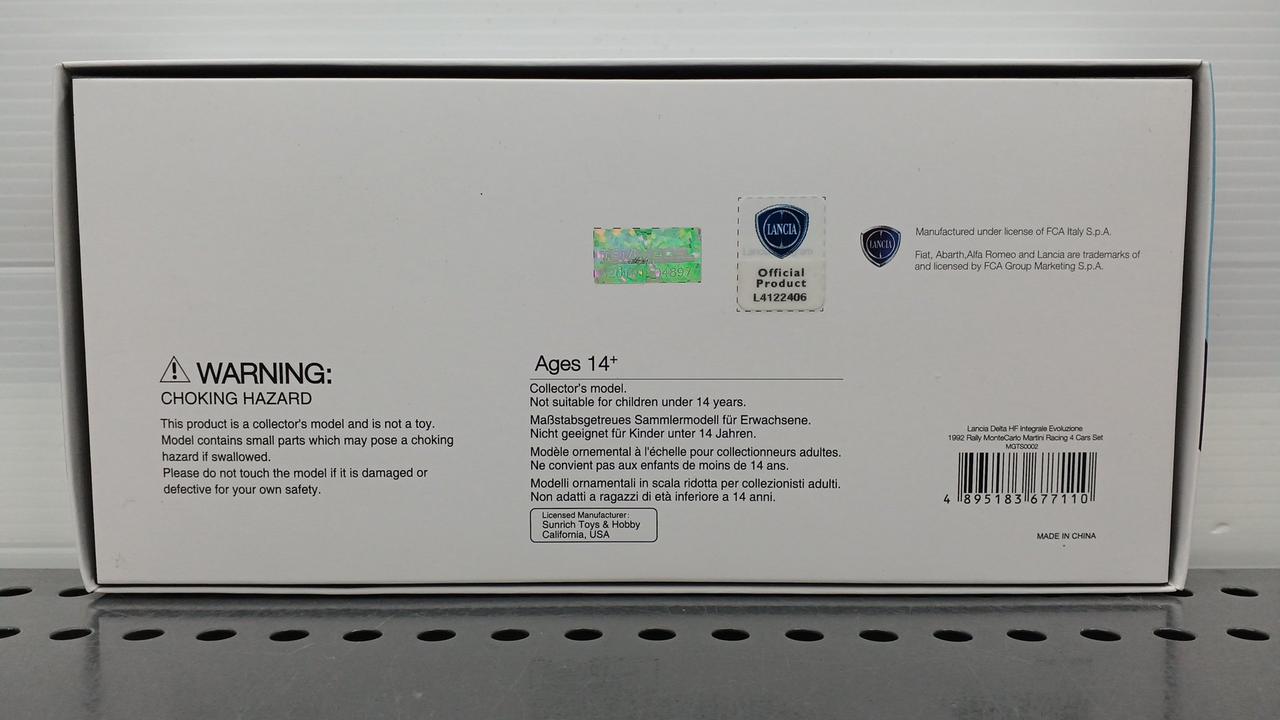 LANCIA
Official
Product
L4122406
LANCIA
Manufactured under license of FCA Italy S.p.A.
Fiat, Abarth,Alfa Romeo and Lancia are trademarks of
and licensed by FCA Group Marketing S.p.A.
WARNING:
CHOKING HAZARD
This product is a collector's model and is not a toy.
Model contains small parts which may pose a choking
hazard if swallowed.
Please do not touch the model if it is damaged or
defective for your own safety.
Ages 14+
Collector's model.
Not suitable for children under 14 years.
Maßstabsgetreues Sammlermodell für Erwachsene.
Nicht geeignet für Kinder unter 14 Jahren.
Modèle ornemental à l'échelle pour collectionneurs adultes.
Ne convient pas aux enfants de moins de 14 ans.
Modelli ornamentali in scala ridotta per collezionisti adulti.
Non adatti a ragazzi di età inferiore a 14 anni.
Licensed Manufacturer:
Sunrich Toys & Hobby
California, USA
Lancia Delta HF Integrale Evoluzione
1992 Rally MonteCarlo Martini Racing 4 Cars Set
MGTS0002
4 895183 677110
MADE IN CHINA